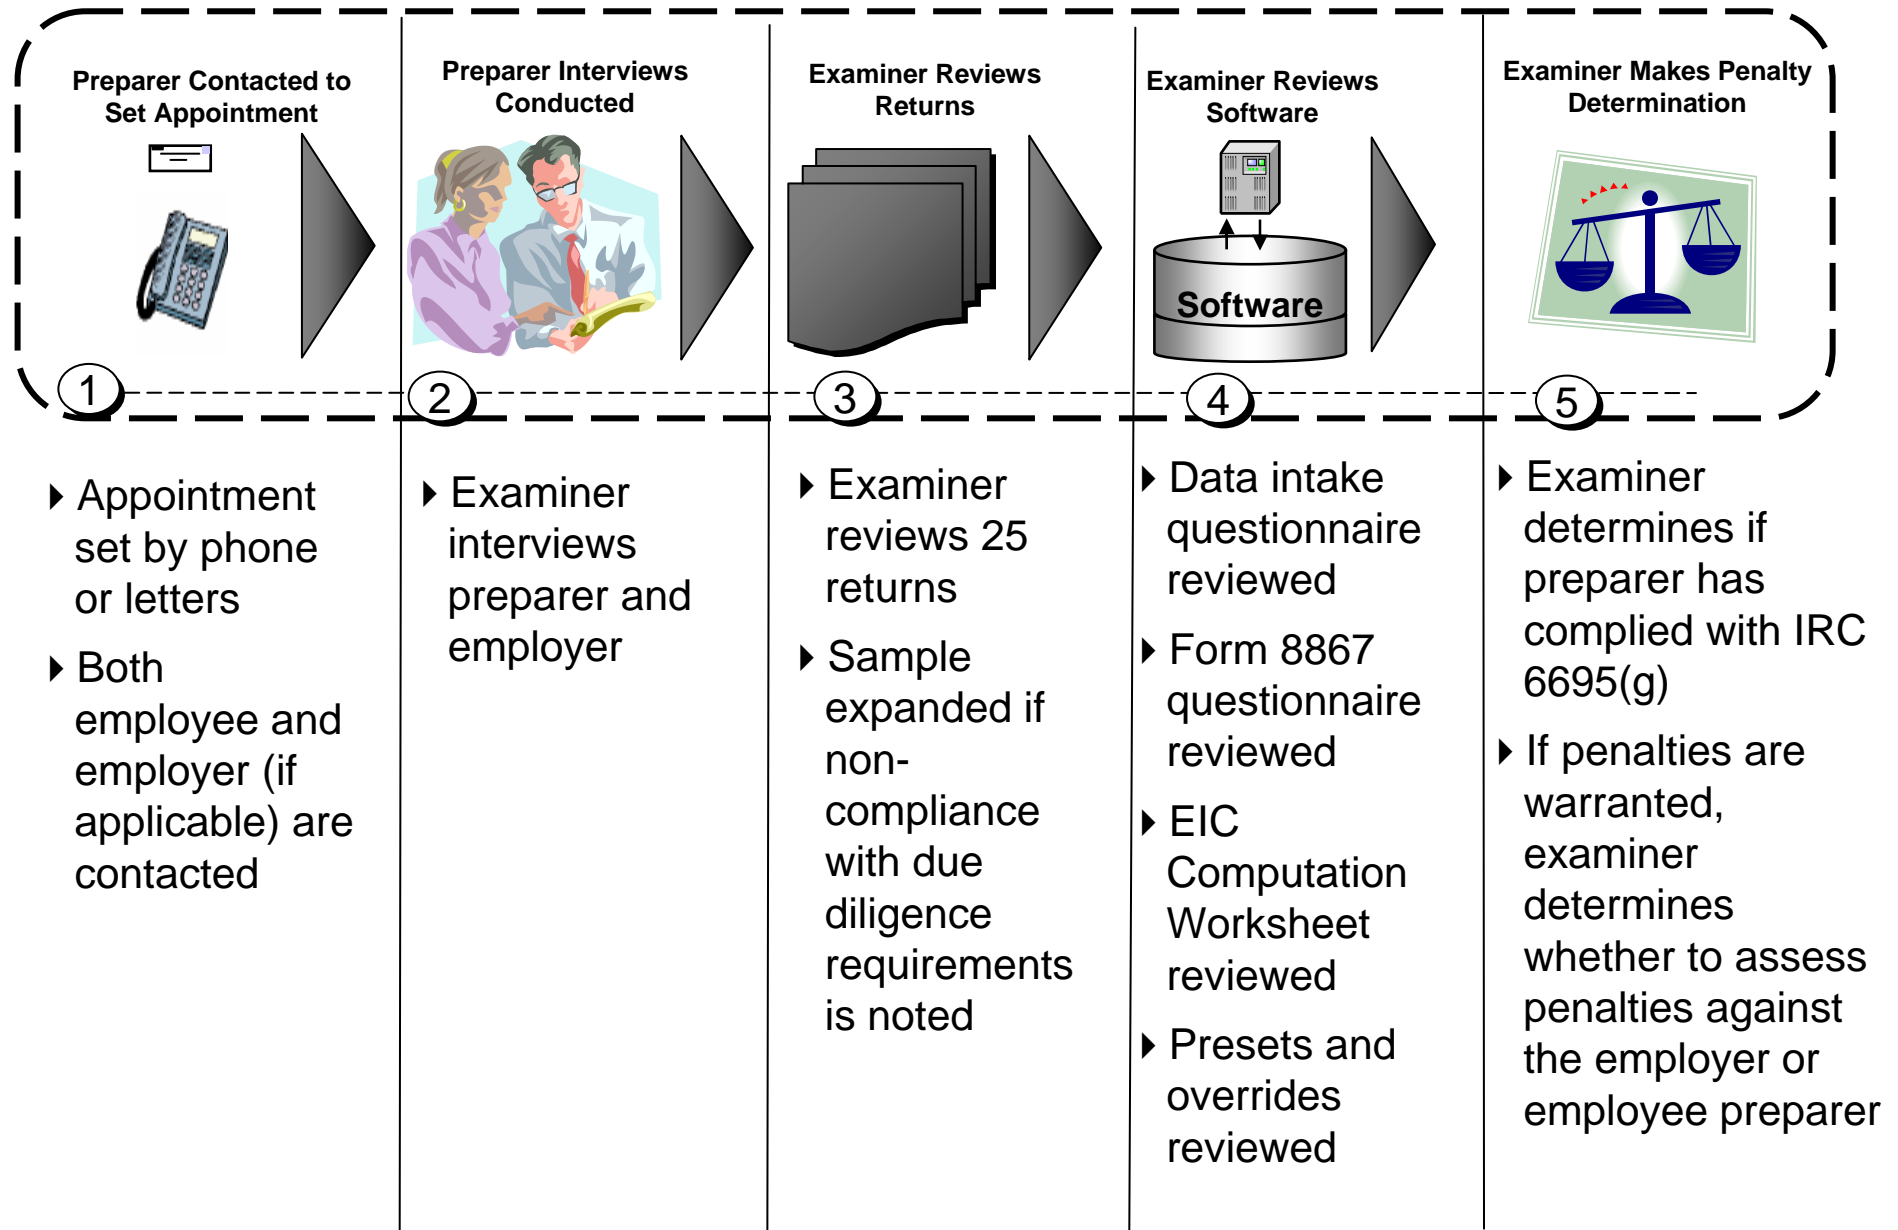 Preparer Contacted to
Set Appointment
1
Appointment
set by phone
or letters
Both
employee and
employer (if
applicable) are
contacted
Preparer Interviews
Conducted
2
Examiner
interviews
preparer and
employer
Examiner Reviews
Returns
3
Examiner
reviews 25
returns
Sample
expanded if
non-
compliance
with due
diligence
requirements
is noted
Examiner Reviews
Software
Software
4
Data intake
questionnaire
reviewed
Form 8867
questionnaire
reviewed
EIC
Computation
Worksheet
reviewed
Presets and
overrides
reviewed
Examiner Makes Penalty
Determination
5
Examiner
determines if
preparer has
complied with IRC
6695(g)
If penalties are
warranted,
examiner
determines
whether to assess
penalties against
the employer or
employee preparer